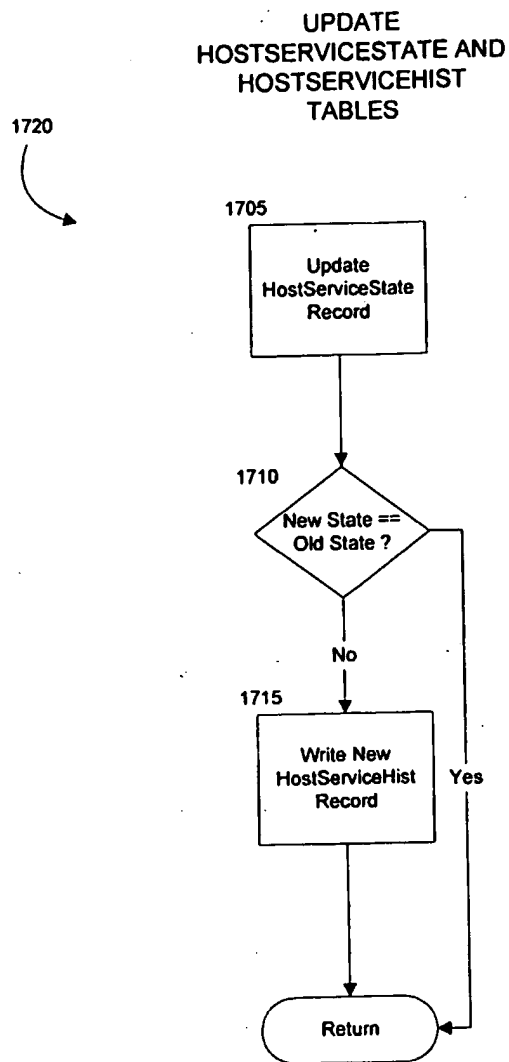 UPDATE
HOSTSERVICESTATE AND
HOSTSERVICEHIST
TABLES
1720
1705
Update
HostServiceState
Record
1710
New State ==
Old State ?
No
1715
Write New
HostServiceHist
Record
Yes
Return